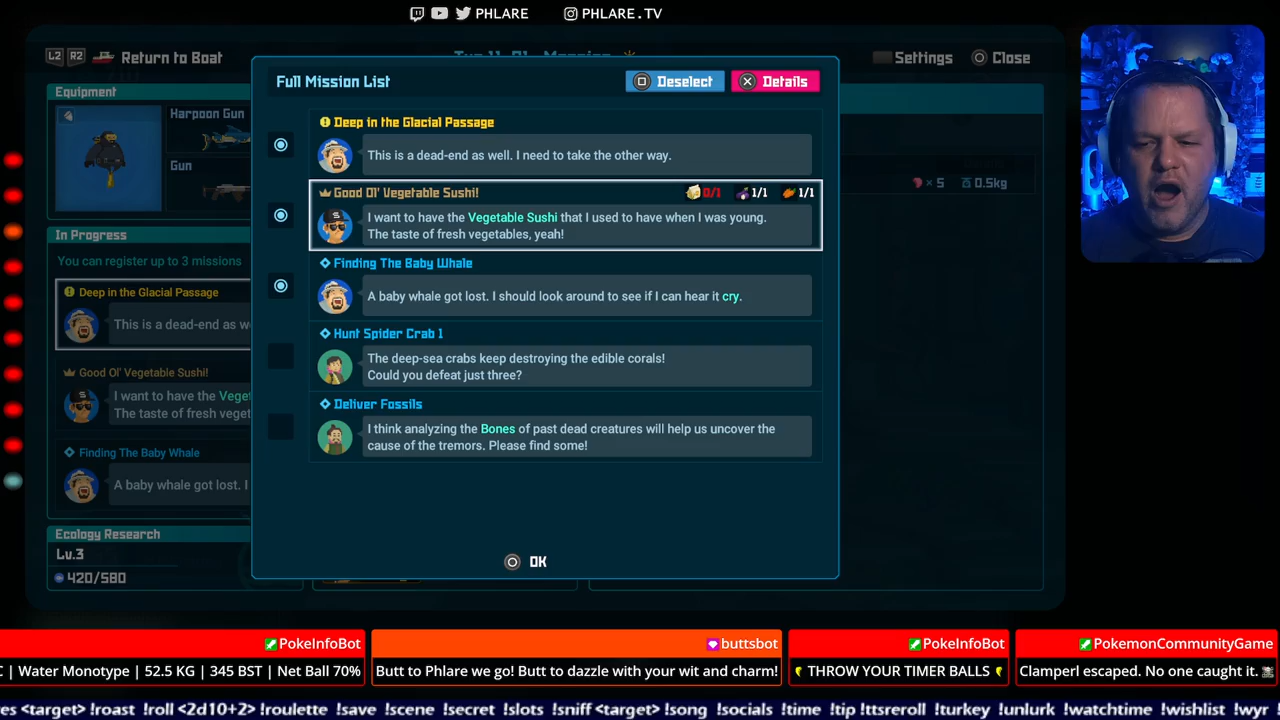 PHLARE PHLARE.TV
L2 R2 Return to Boat
Settings Close
Equipment
Harpoon Gun
Gun
× 5 0.5kg
In Progress
You can register up to 3 missions
Deep in the Glacial Passage
This is a dead-end as we
Good Ol' Vegetable Sushi!
I want to have the Veget
The taste of fresh veget
Finding The Baby Whale
A baby whale got lost. I
Ecology Research
Lv.3
420/580
Full Mission List
Deselect Details
Deep in the Glacial Passage
This is a dead-end as well. I need to take the other way.
Good Ol' Vegetable Sushi! 0/1 1/1 1/1
I want to have the Vegetable Sushi that I used to have when I was young.
The taste of fresh vegetables, yeah!
Finding The Baby Whale
A baby whale got lost. I should look around to see if I can hear it cry.
Hunt Spider Crab 1
The deep-sea crabs keep destroying the edible corals!
Could you defeat just three?
Deliver Fossils
I think analyzing the Bones of past dead creatures will help us uncover the
cause of the tremors. Please find some!
OK
PokeInfoBot buttsbot PokeInfoBot PokemonCommunityGame
C | Water Monotype | 52.5 KG | 345 BST | Net Ball 70% Butt to Phlare we go! Butt to dazzle with your wit and charm! THROW YOUR TIMER BALLS Clamperl escaped. No one caught it.
es <target> !roast !roll <2d10+2> !roulette !save !scene !secret !slots !sniff <target> !song !socials !time !tip !ttsreroll !turkey !unlurk !watchtime !wishlist !wyr